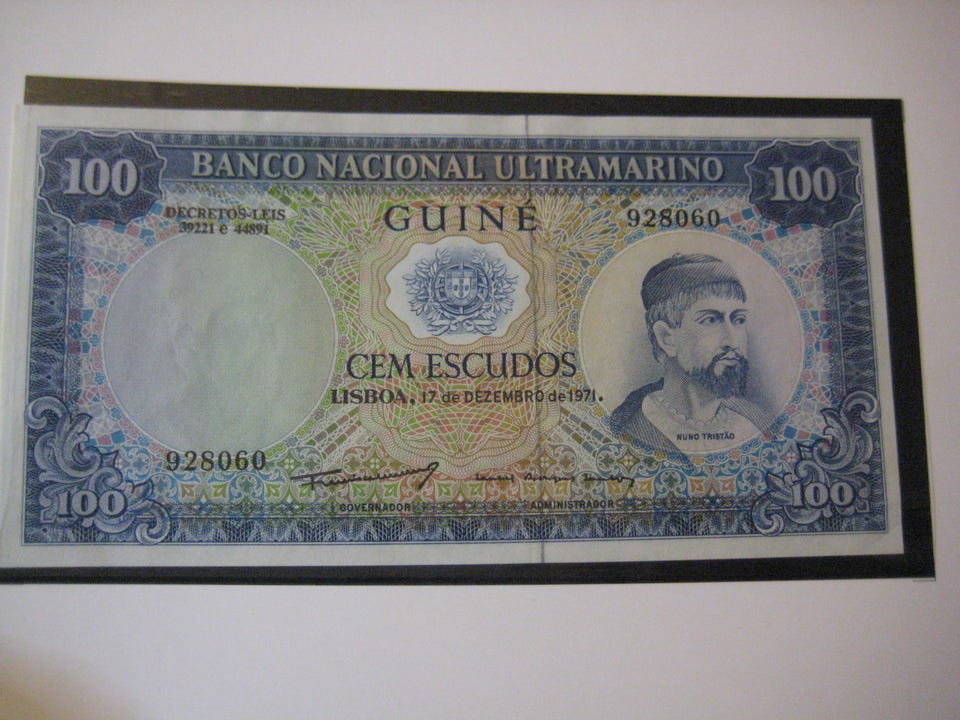 100 BANCO NACIONAL ULTRAMARINO 100
DECRETOS-LEIS
39221 e 44891
GUINÉ
928060
CEM ESCUDOS
LISBOA, 17 de DEZEMBRO de 1971.
NUNO TRISTÃO
928060
GOVERNADOR ADMINISTRADOR
100 100